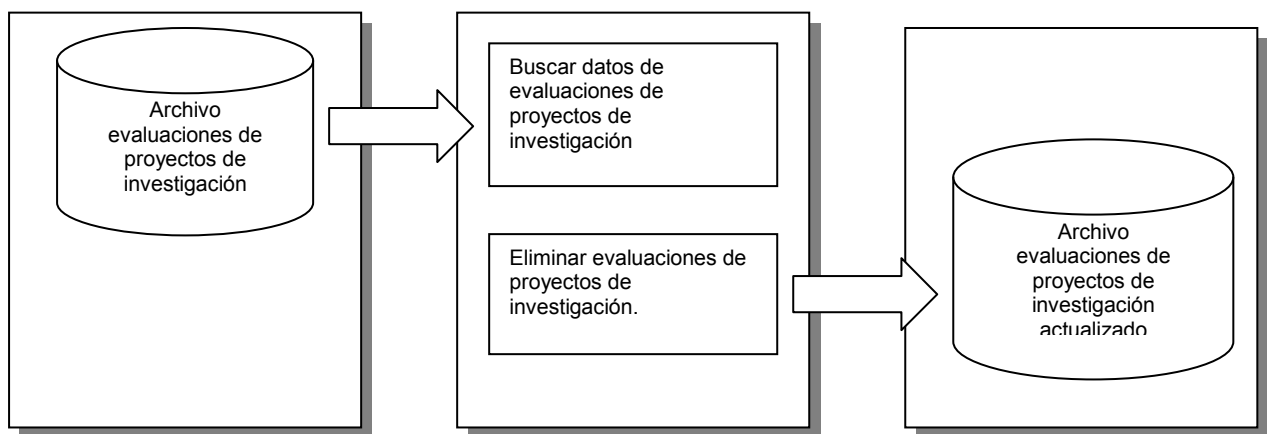 Archivo
evaluaciones de
proyectos de
investigación
Buscar datos de
evaluaciones de
proyectos de
investigación
Eliminar evaluaciones de
proyectos de
investigación.
Archivo
evaluaciones de
proyectos de
investigación
actualizado